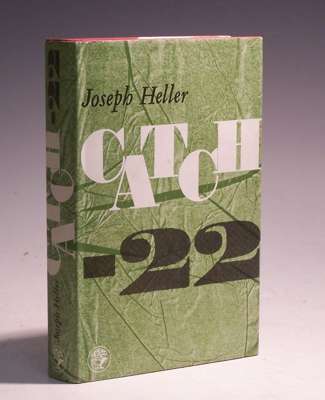 Joseph Heller
CATCH
-22
CATCH-22
Joseph Heller